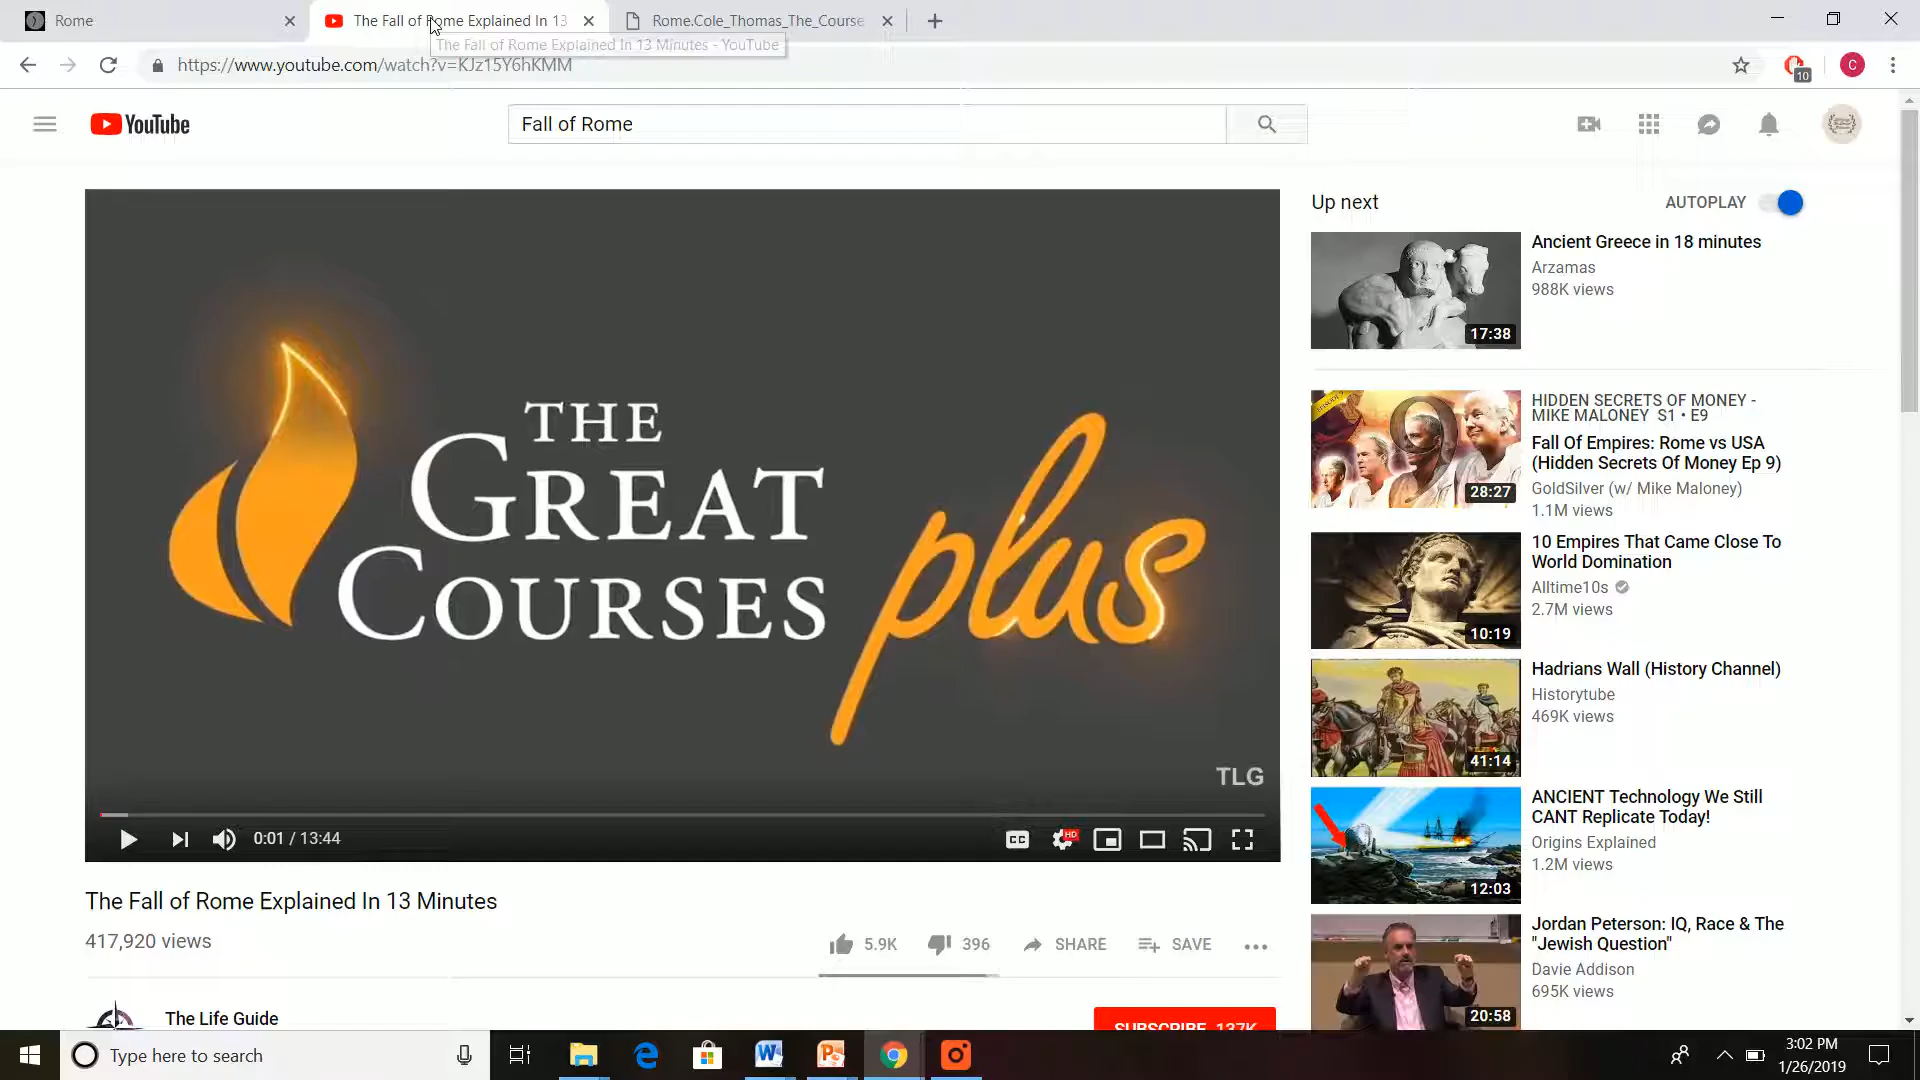 Rome
The Fall of Rome Explained In 13
Rome.Cole_Thomas_The_Course
The Fall of Rome Explained In 13 Minutes - YouTube
https://www.youtube.com/watch?v=KJz15Y6hKMM
10
C
YouTube
Fall of Rome
THE
GREAT
COURSES
plus
TLG
0:01 / 13:44
CC
HD
The Fall of Rome Explained In 13 Minutes
417,920 views
5.9K
396
SHARE
SAVE
The Life Guide
SUBSCRIBE 137K
Up next
AUTOPLAY
17:38
Ancient Greece in 18 minutes
Arzamas
988K views
28:27
HIDDEN SECRETS OF MONEY -
MIKE MALONEY S1 • E9
Fall Of Empires: Rome vs USA
(Hidden Secrets Of Money Ep 9)
GoldSilver (w/ Mike Maloney)
1.1M views
10:19
10 Empires That Came Close To
World Domination
Alltime10s
2.7M views
41:14
Hadrians Wall (History Channel)
Historytube
469K views
12:03
ANCIENT Technology We Still
CANT Replicate Today!
Origins Explained
1.2M views
20:58
Jordan Peterson: IQ, Race & The
"Jewish Question"
Davie Addison
695K views
Type here to search
3:02 PM
1/26/2019